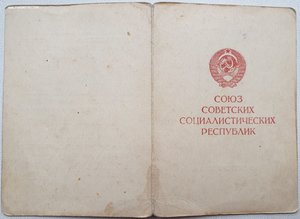 СОЮЗ
СОВЕТСКИХ
СОЦИАЛИСТИЧЕСКИХ
РЕСПУБЛИК